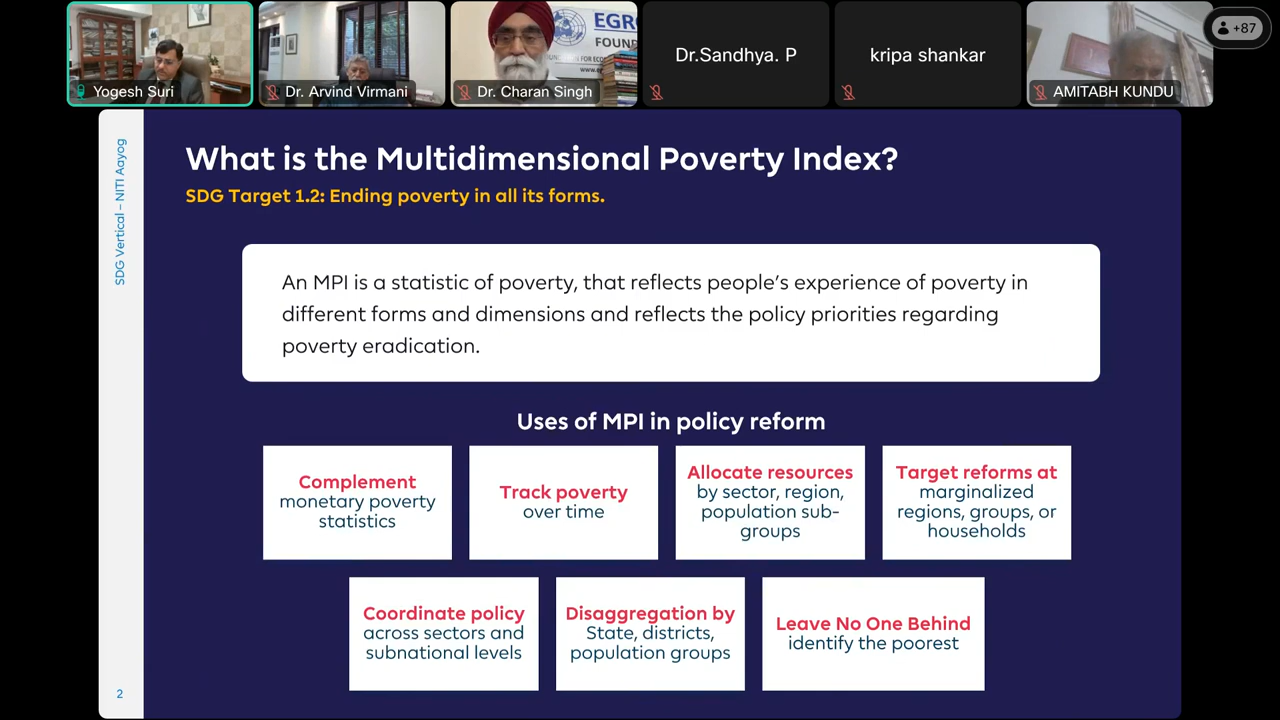 EGRO
FOUN
+87
Yogesh Suri
Dr. Arvind Virmani
Dr. Charan Singh
Dr.Sandhya. P
kripa shankar
AMITABH KUNDU
SDG Vertical – NITI Aayog
What is the Multidimensional Poverty Index?
SDG Target 1.2: Ending poverty in all its forms.
An MPI is a statistic of poverty, that reflects people's experience of poverty in
different forms and dimensions and reflects the policy priorities regarding
poverty eradication.
Uses of MPI in policy reform
Complement
monetary poverty
statistics
Track poverty
over time
Allocate resources
by sector, region,
population sub-
groups
Target reforms at
marginalized
regions, groups, or
households
Coordinate policy
across sectors and
subnational levels
Disaggregation by
State, districts,
population groups
Leave No One Behind
identify the poorest
2